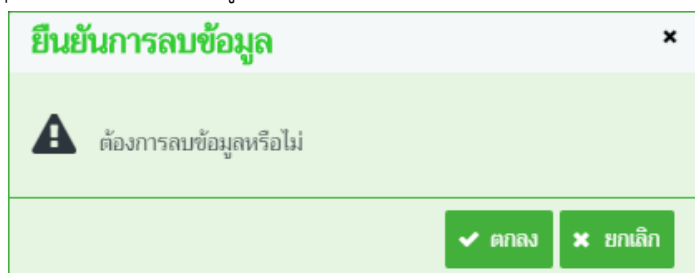 ยืนยันการลบข้อมูล
ต้องการลบข้อมูลหรือไม่
ตกลง
ยกเลิก